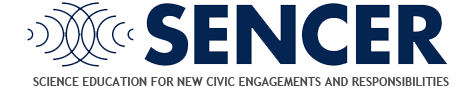 SENCER
SCIENCE EDUCATION FOR NEW CIVIC ENGAGEMENTS AND RESPONSIBILITIES